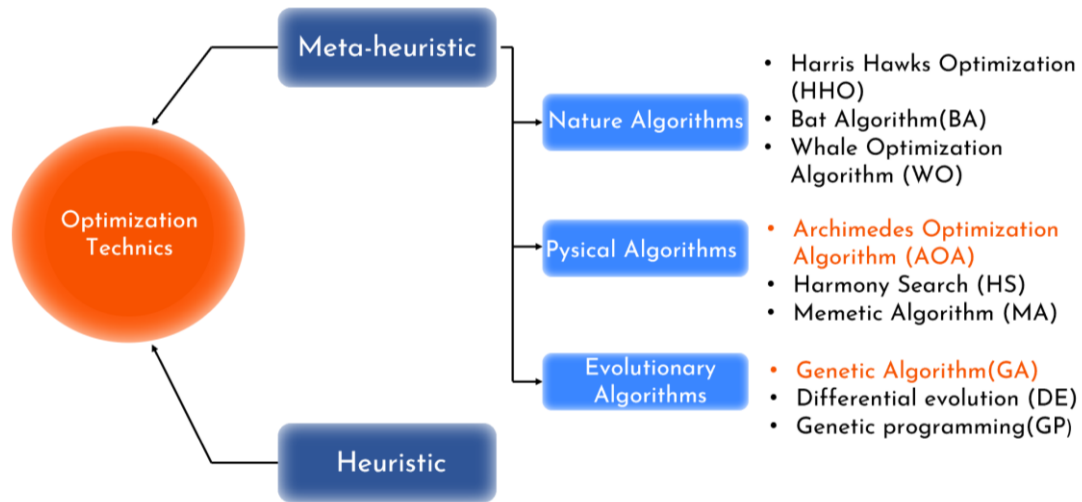 Meta-heuristic
Optimization
Technics
Heuristic
Nature Algorithms
• Harris Hawks Optimization
(HHO)
• Bat Algorithm(BA)
• Whale Optimization
Algorithm (WO)
Pysical Algorithms
• Archimedes Optimization
Algorithm (AOA)
• Harmony Search (HS)
• Memetic Algorithm (MA)
Evolutionary
Algorithms
• Genetic Algorithm(GA)
• Differential evolution (DE)
• Genetic programming(GP)